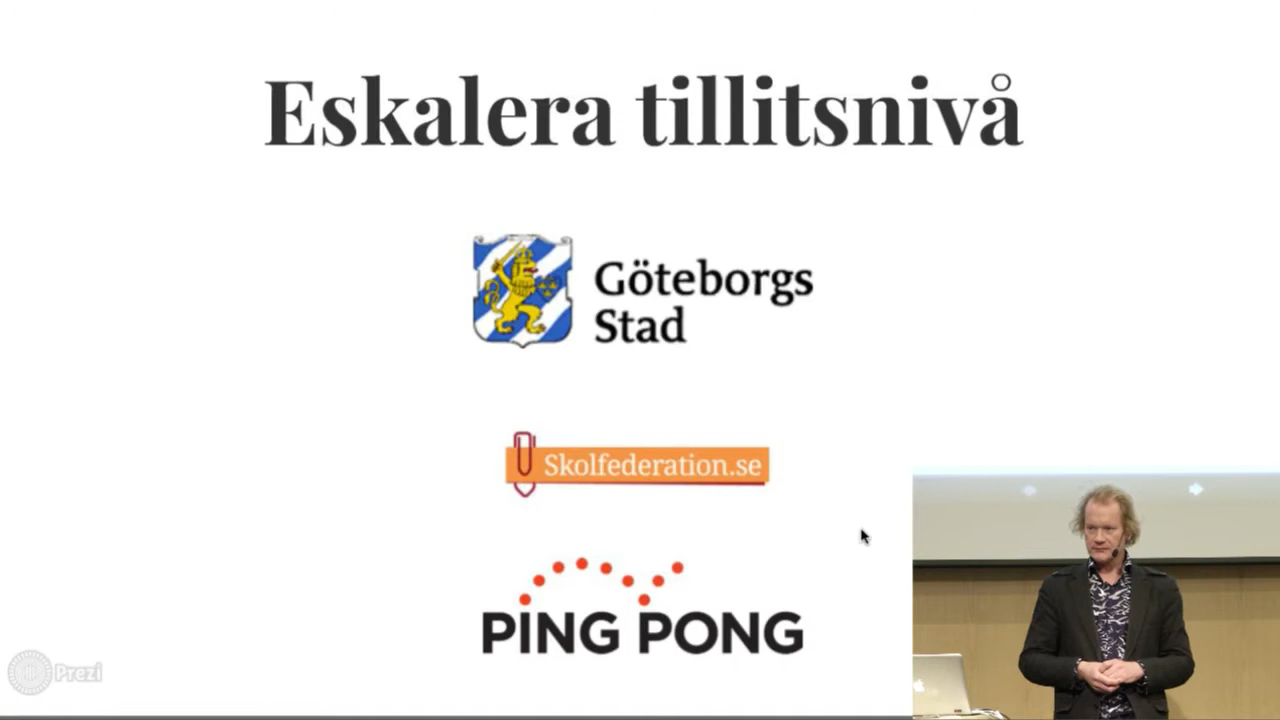 Eskalera tillitsnivå
Göteborgs
Stad
Skolfederation.se
PING PONG
Prezi